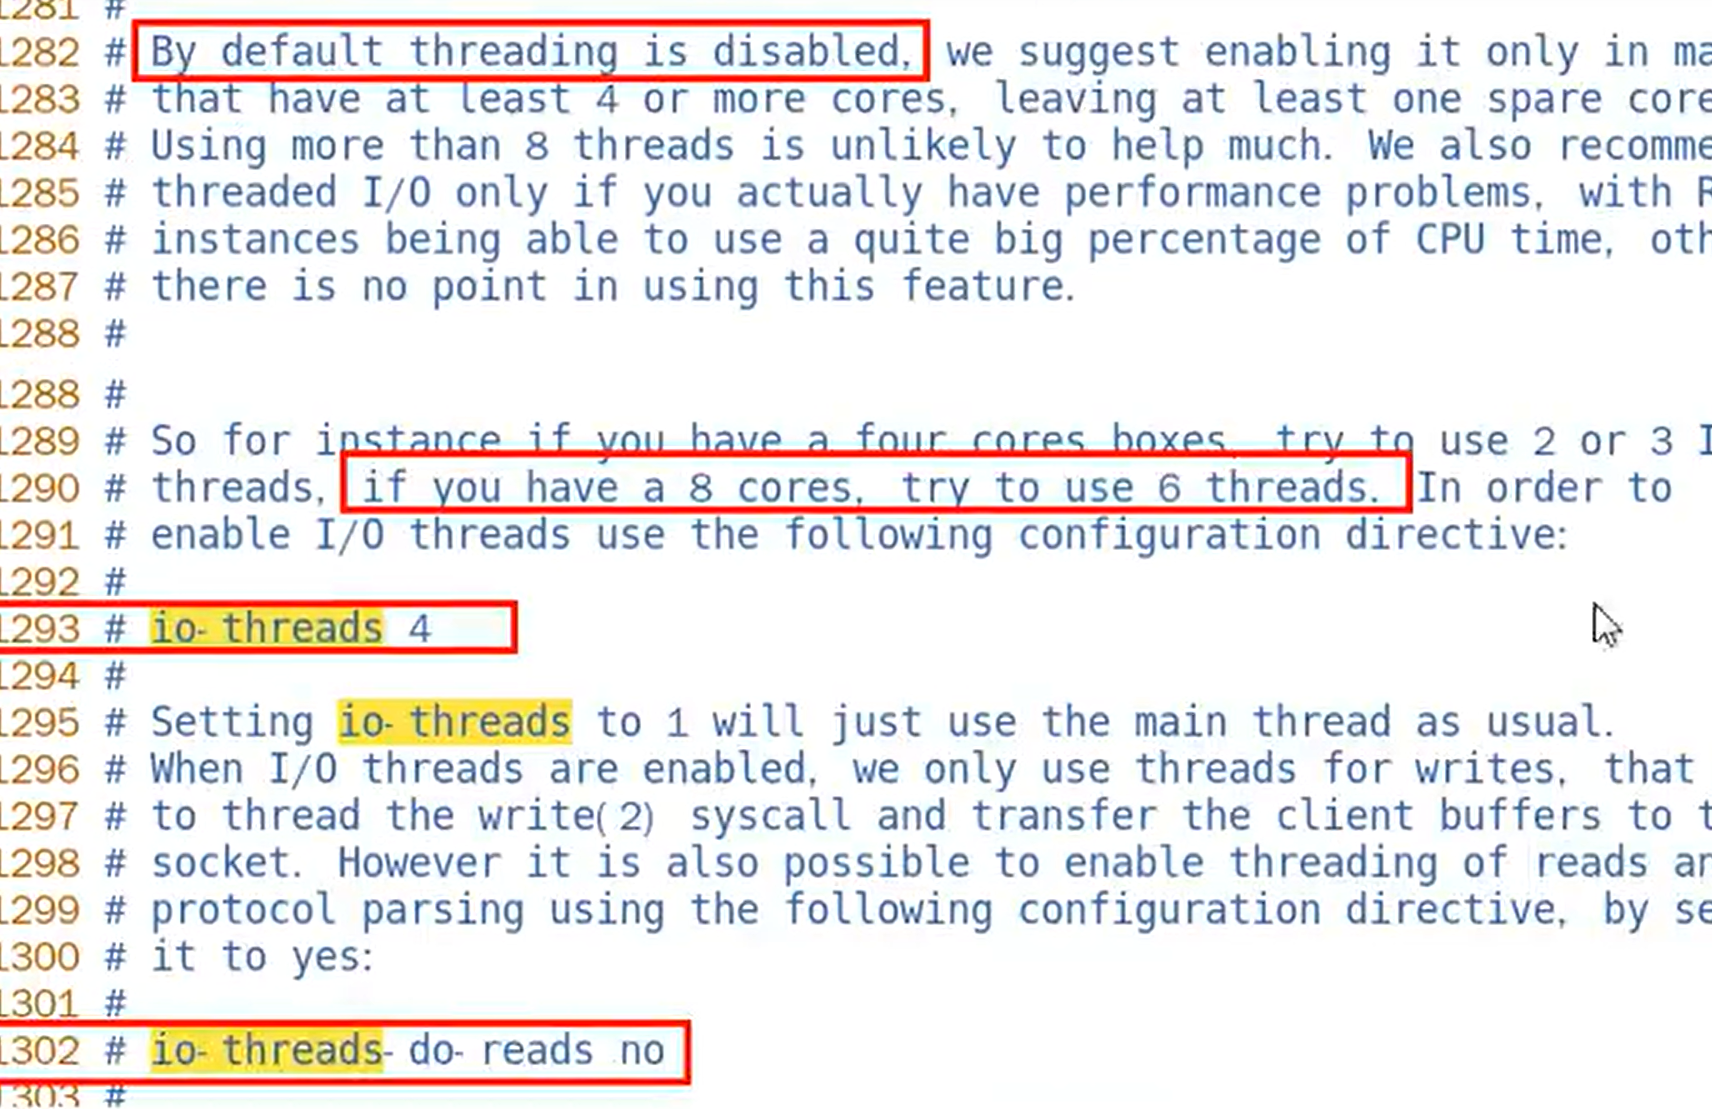 1281 #
1282 # By default threading is disabled, we suggest enabling it only in ma
1283 # that have at least 4 or more cores, leaving at least one spare core
1284 # Using more than 8 threads is unlikely to help much. We also recomme
1285 # threaded I/O only if you actually have performance problems, with R
1286 # instances being able to use a quite big percentage of CPU time, oth
1287 # there is no point in using this feature.
1288 #
1288 #
1289 # So for instance if you have a four cores boxes, try to use 2 or 3 I
1290 # threads, if you have a 8 cores, try to use 6 threads. In order to
1291 # enable I/O threads use the following configuration directive:
1292 #
1293 # io-threads 4
1294 #
1295 # Setting io-threads to 1 will just use the main thread as usual.
1296 # When I/O threads are enabled, we only use threads for writes, that
1297 # to thread the write(2) syscall and transfer the client buffers to t
1298 # socket. However it is also possible to enable threading of reads an
1299 # protocol parsing using the following configuration directive, by se
1300 # it to yes:
1301 #
1302 # io-threads-do-reads no
1303 #